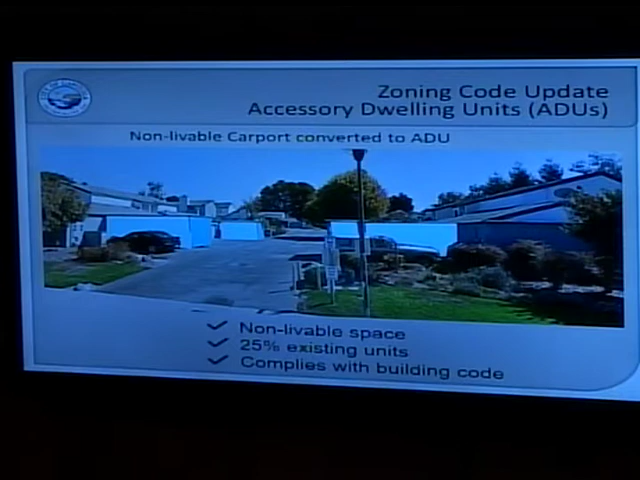 Zoning Code Update
Accessory Dwelling Units (ADUs)
Non-livable Carport converted to ADU
Non-livable space
25% existing units
Complies with building code